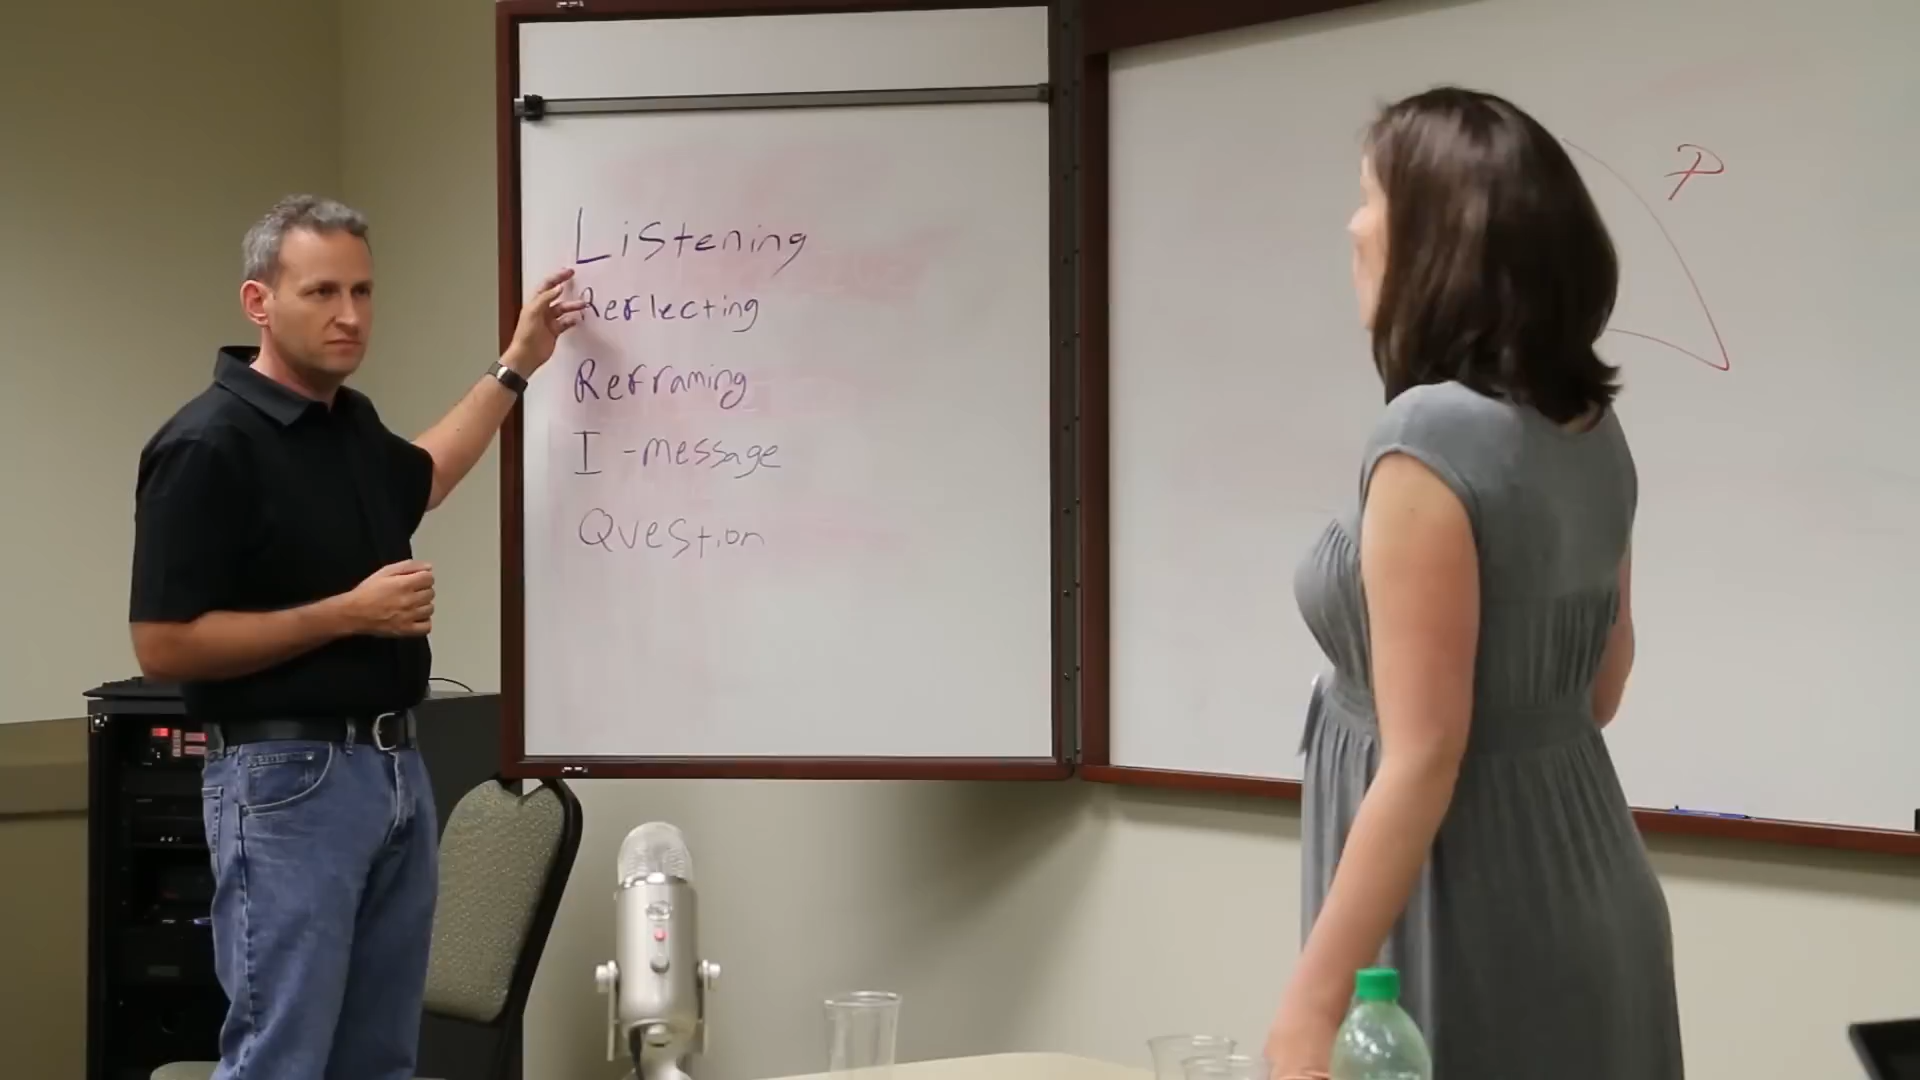 Listening
Reflecting
Reframing
I-message
Question
P